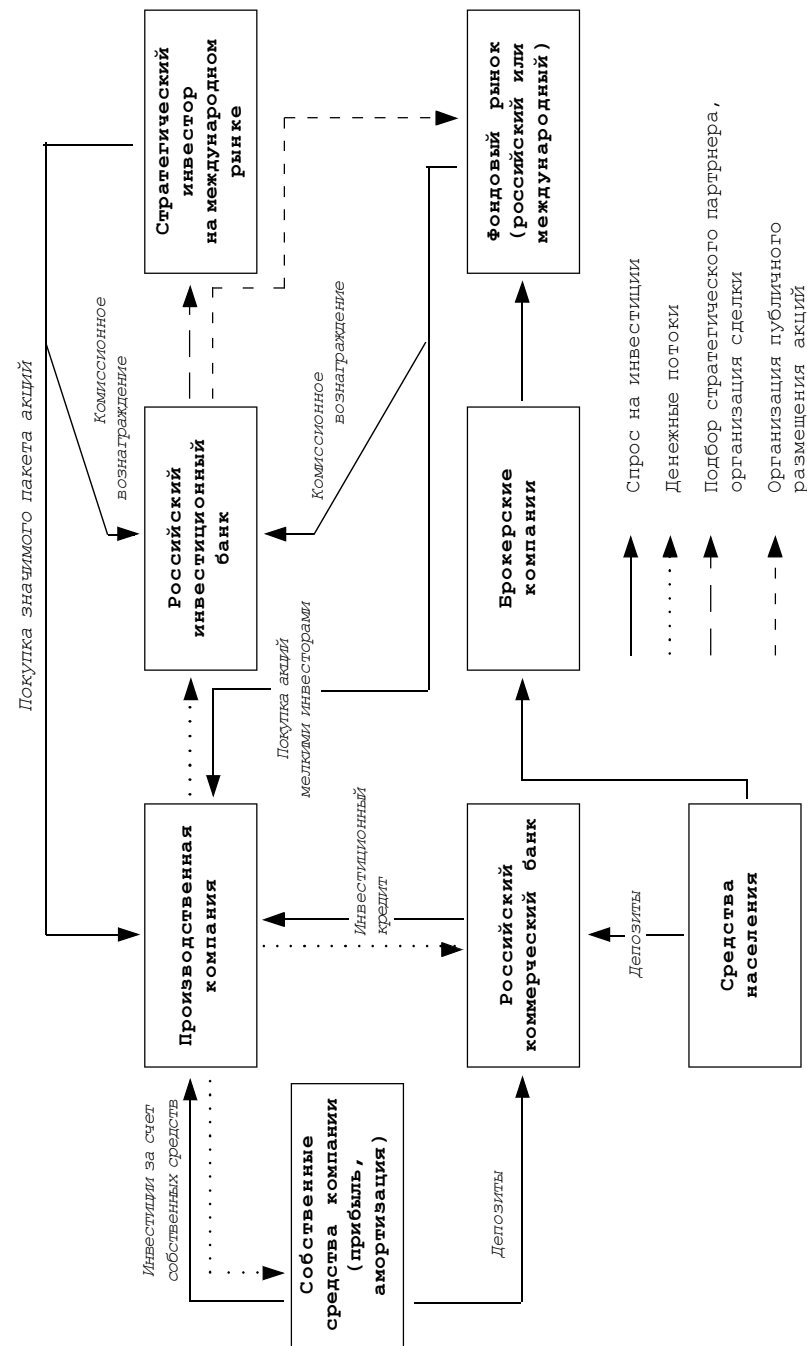 Покупка значимого пакета акций
Инвестиции за счет
собственных средств
Собственные
средства компании
(прибыль,
амортизация)
Депозиты
Производственная
компания
Инвестиционный
кредит
Российский
коммерческий банк
Депозиты
Средства
населения
Комиссионное
вознаграждение
Российский
инвестиционный
банк
Покупка акций
мелкими инвесторами
Комиссионное
вознаграждение
Брокерские
компании
Стратегический
инвестор
на международном
рынке
Фондовый рынок
(российский или
международный)
Спрос на инвестиции
Денежные потоки
Подбор стратегического партрнера,
организация сделки
Организация публичного
размещения акций